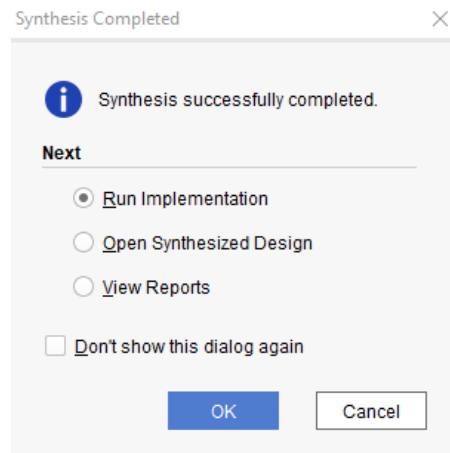 Synthesis Completed
Synthesis successfully completed.
Next
Run Implementation
Open Synthesized Design
View Reports
Don't show this dialog again
OK
Cancel